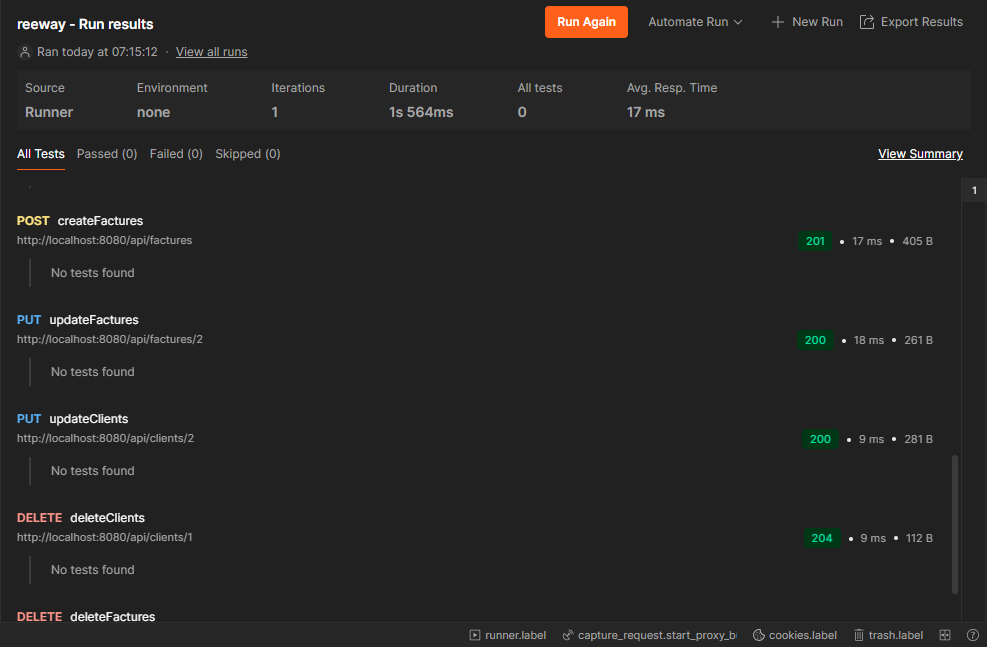 reeway - Run results
Run Again
Automate Run
New Run
Export Results
Ran today at 07:15:12 · View all runs
Source Environment Iterations Duration All tests Avg. Resp. Time
Runner none 1 1s 564ms 0 17 ms
All Tests Passed (0) Failed (0) Skipped (0) View Summary
1
POST createFactures
http://localhost:8080/api/factures 201 • 17 ms • 405 B
No tests found
PUT updateFactures
http://localhost:8080/api/factures/2 200 • 18 ms • 261 B
No tests found
PUT updateClients
http://localhost:8080/api/clients/2 200 • 9 ms • 281 B
No tests found
DELETE deleteClients
http://localhost:8080/api/clients/1 204 • 9 ms • 112 B
No tests found
DELETE deleteFactures
runner.label capture_request.start_proxy_b cookies.label trash.label